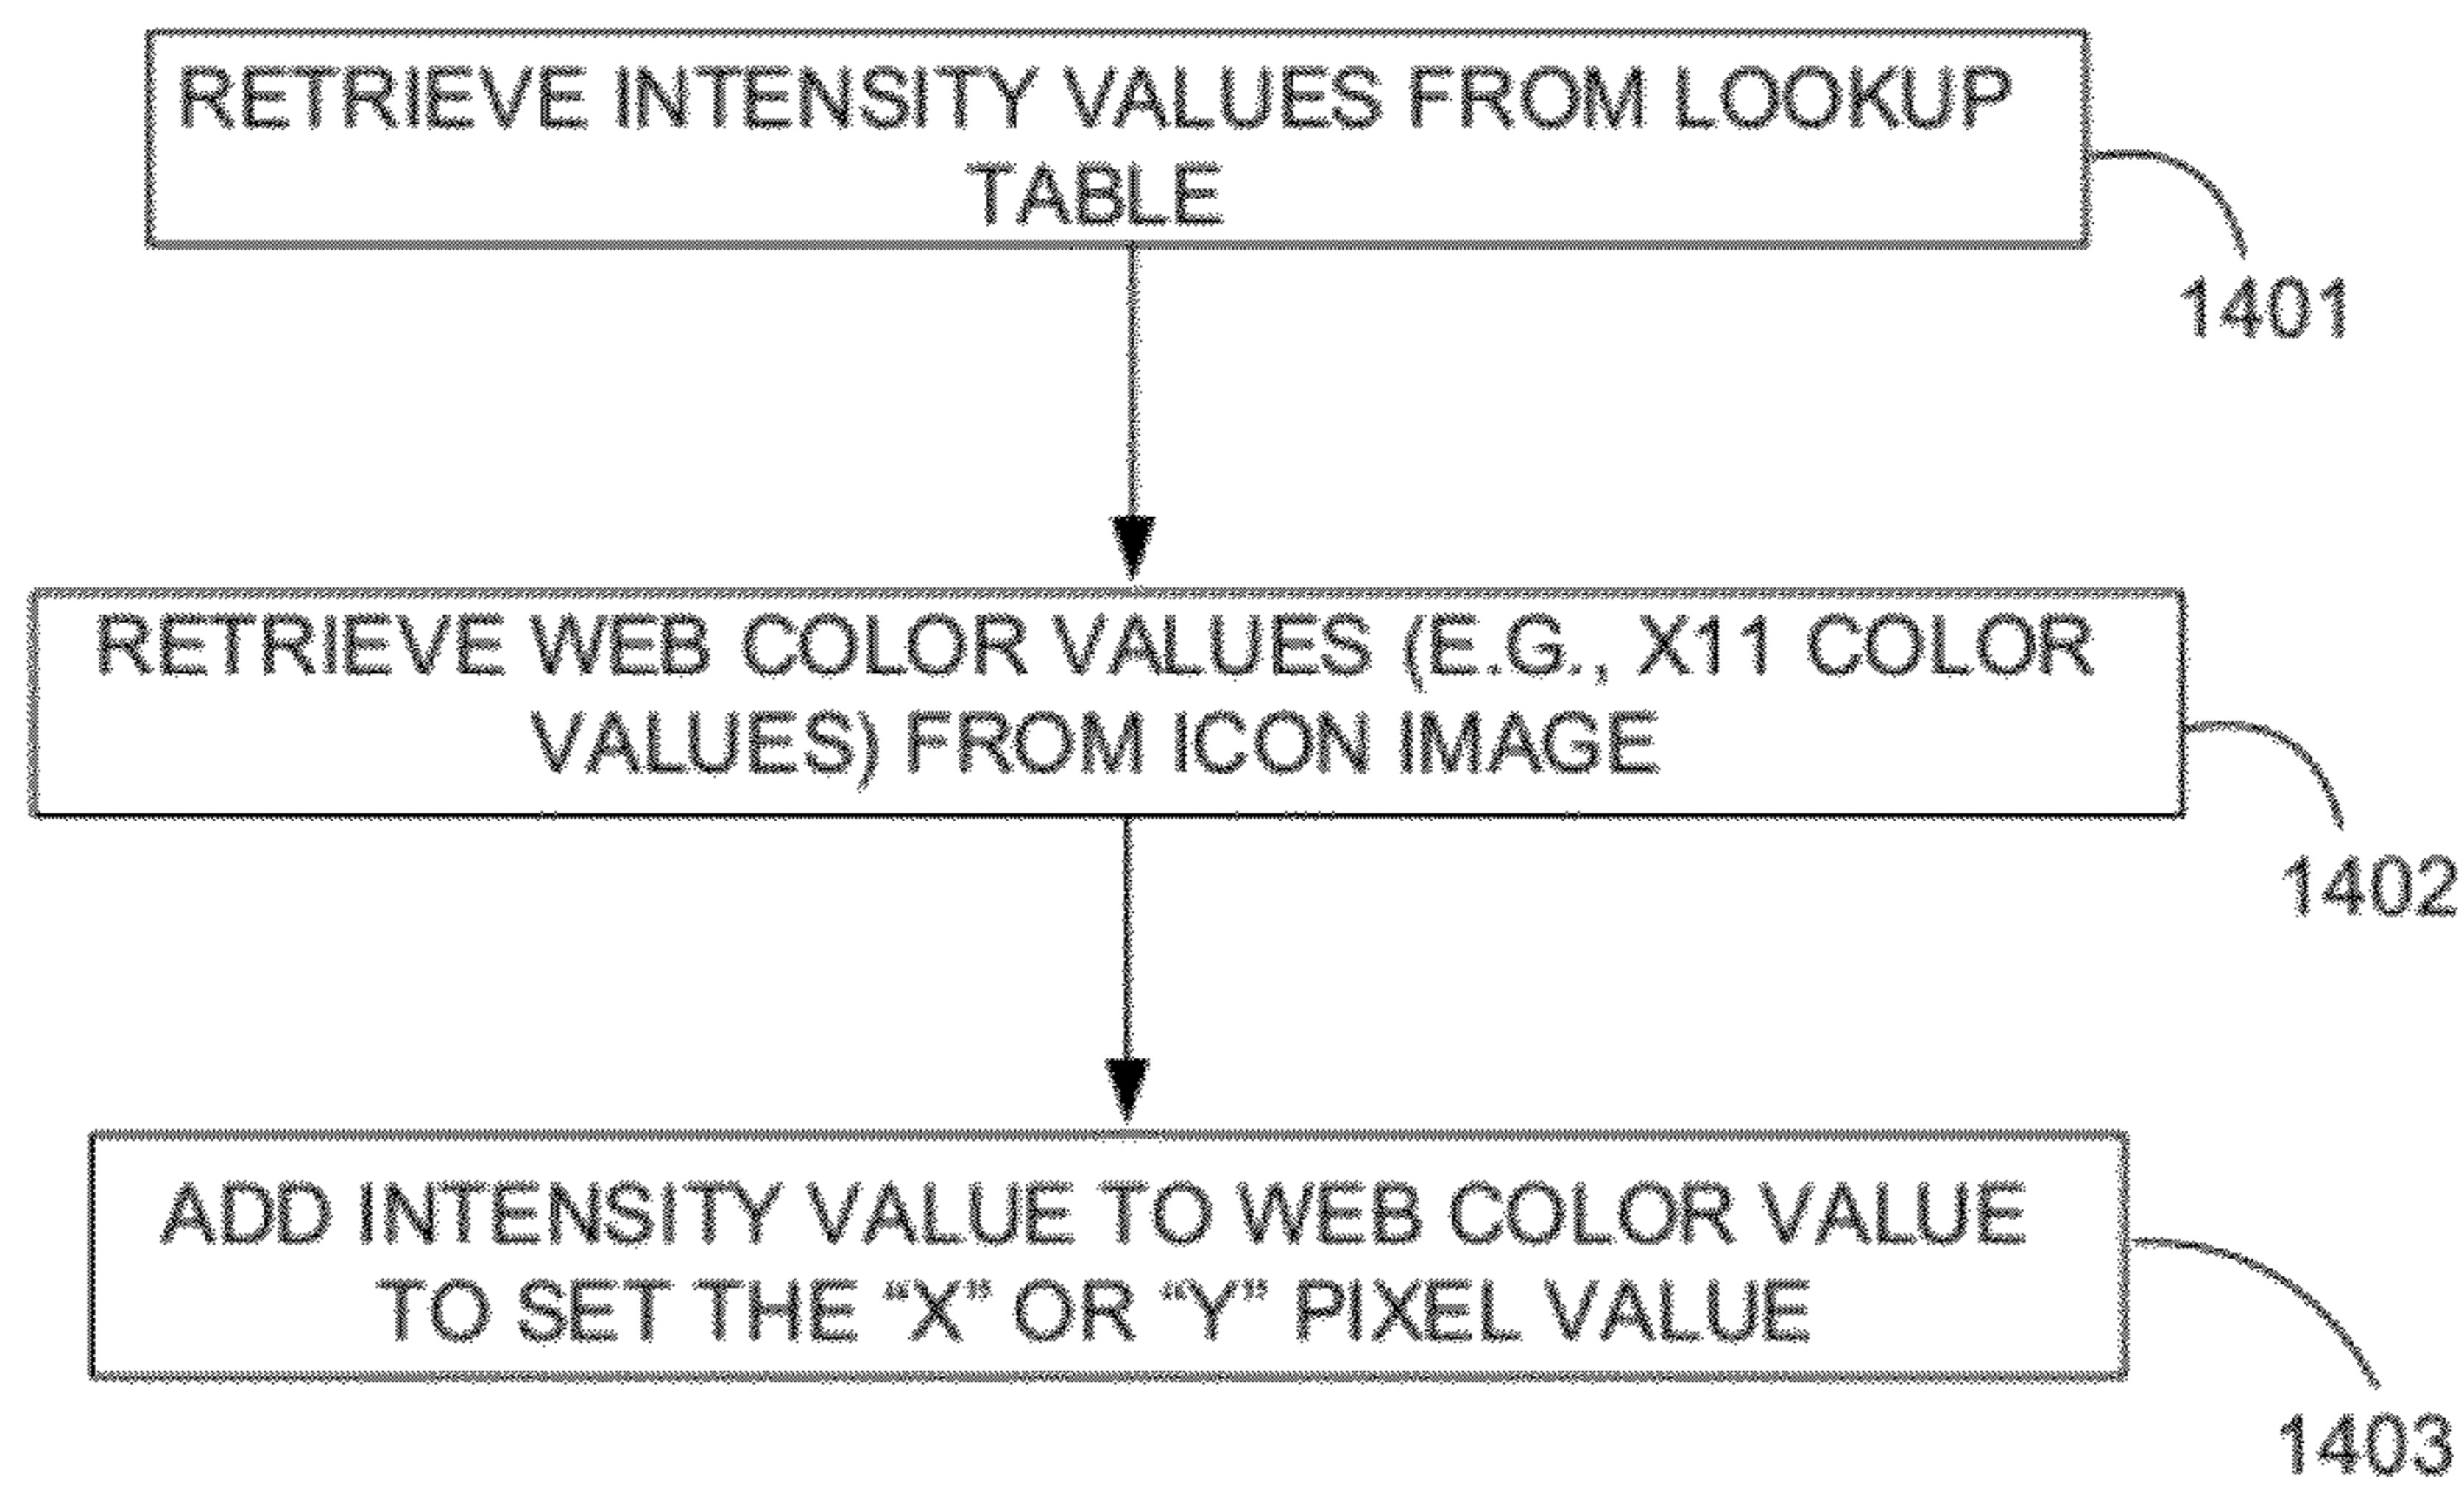 RETRIEVE INTENSITY VALUES FROM LOOKUP
TABLE
1401
RETRIEVE WEB COLOR VALUES (E.G., X11 COLOR
VALUES) FROM ICON IMAGE
1402
ADD INTENSITY VALUE TO WEB COLOR VALUE
TO SET THE “X” OR “Y” PIXEL VALUE
1403